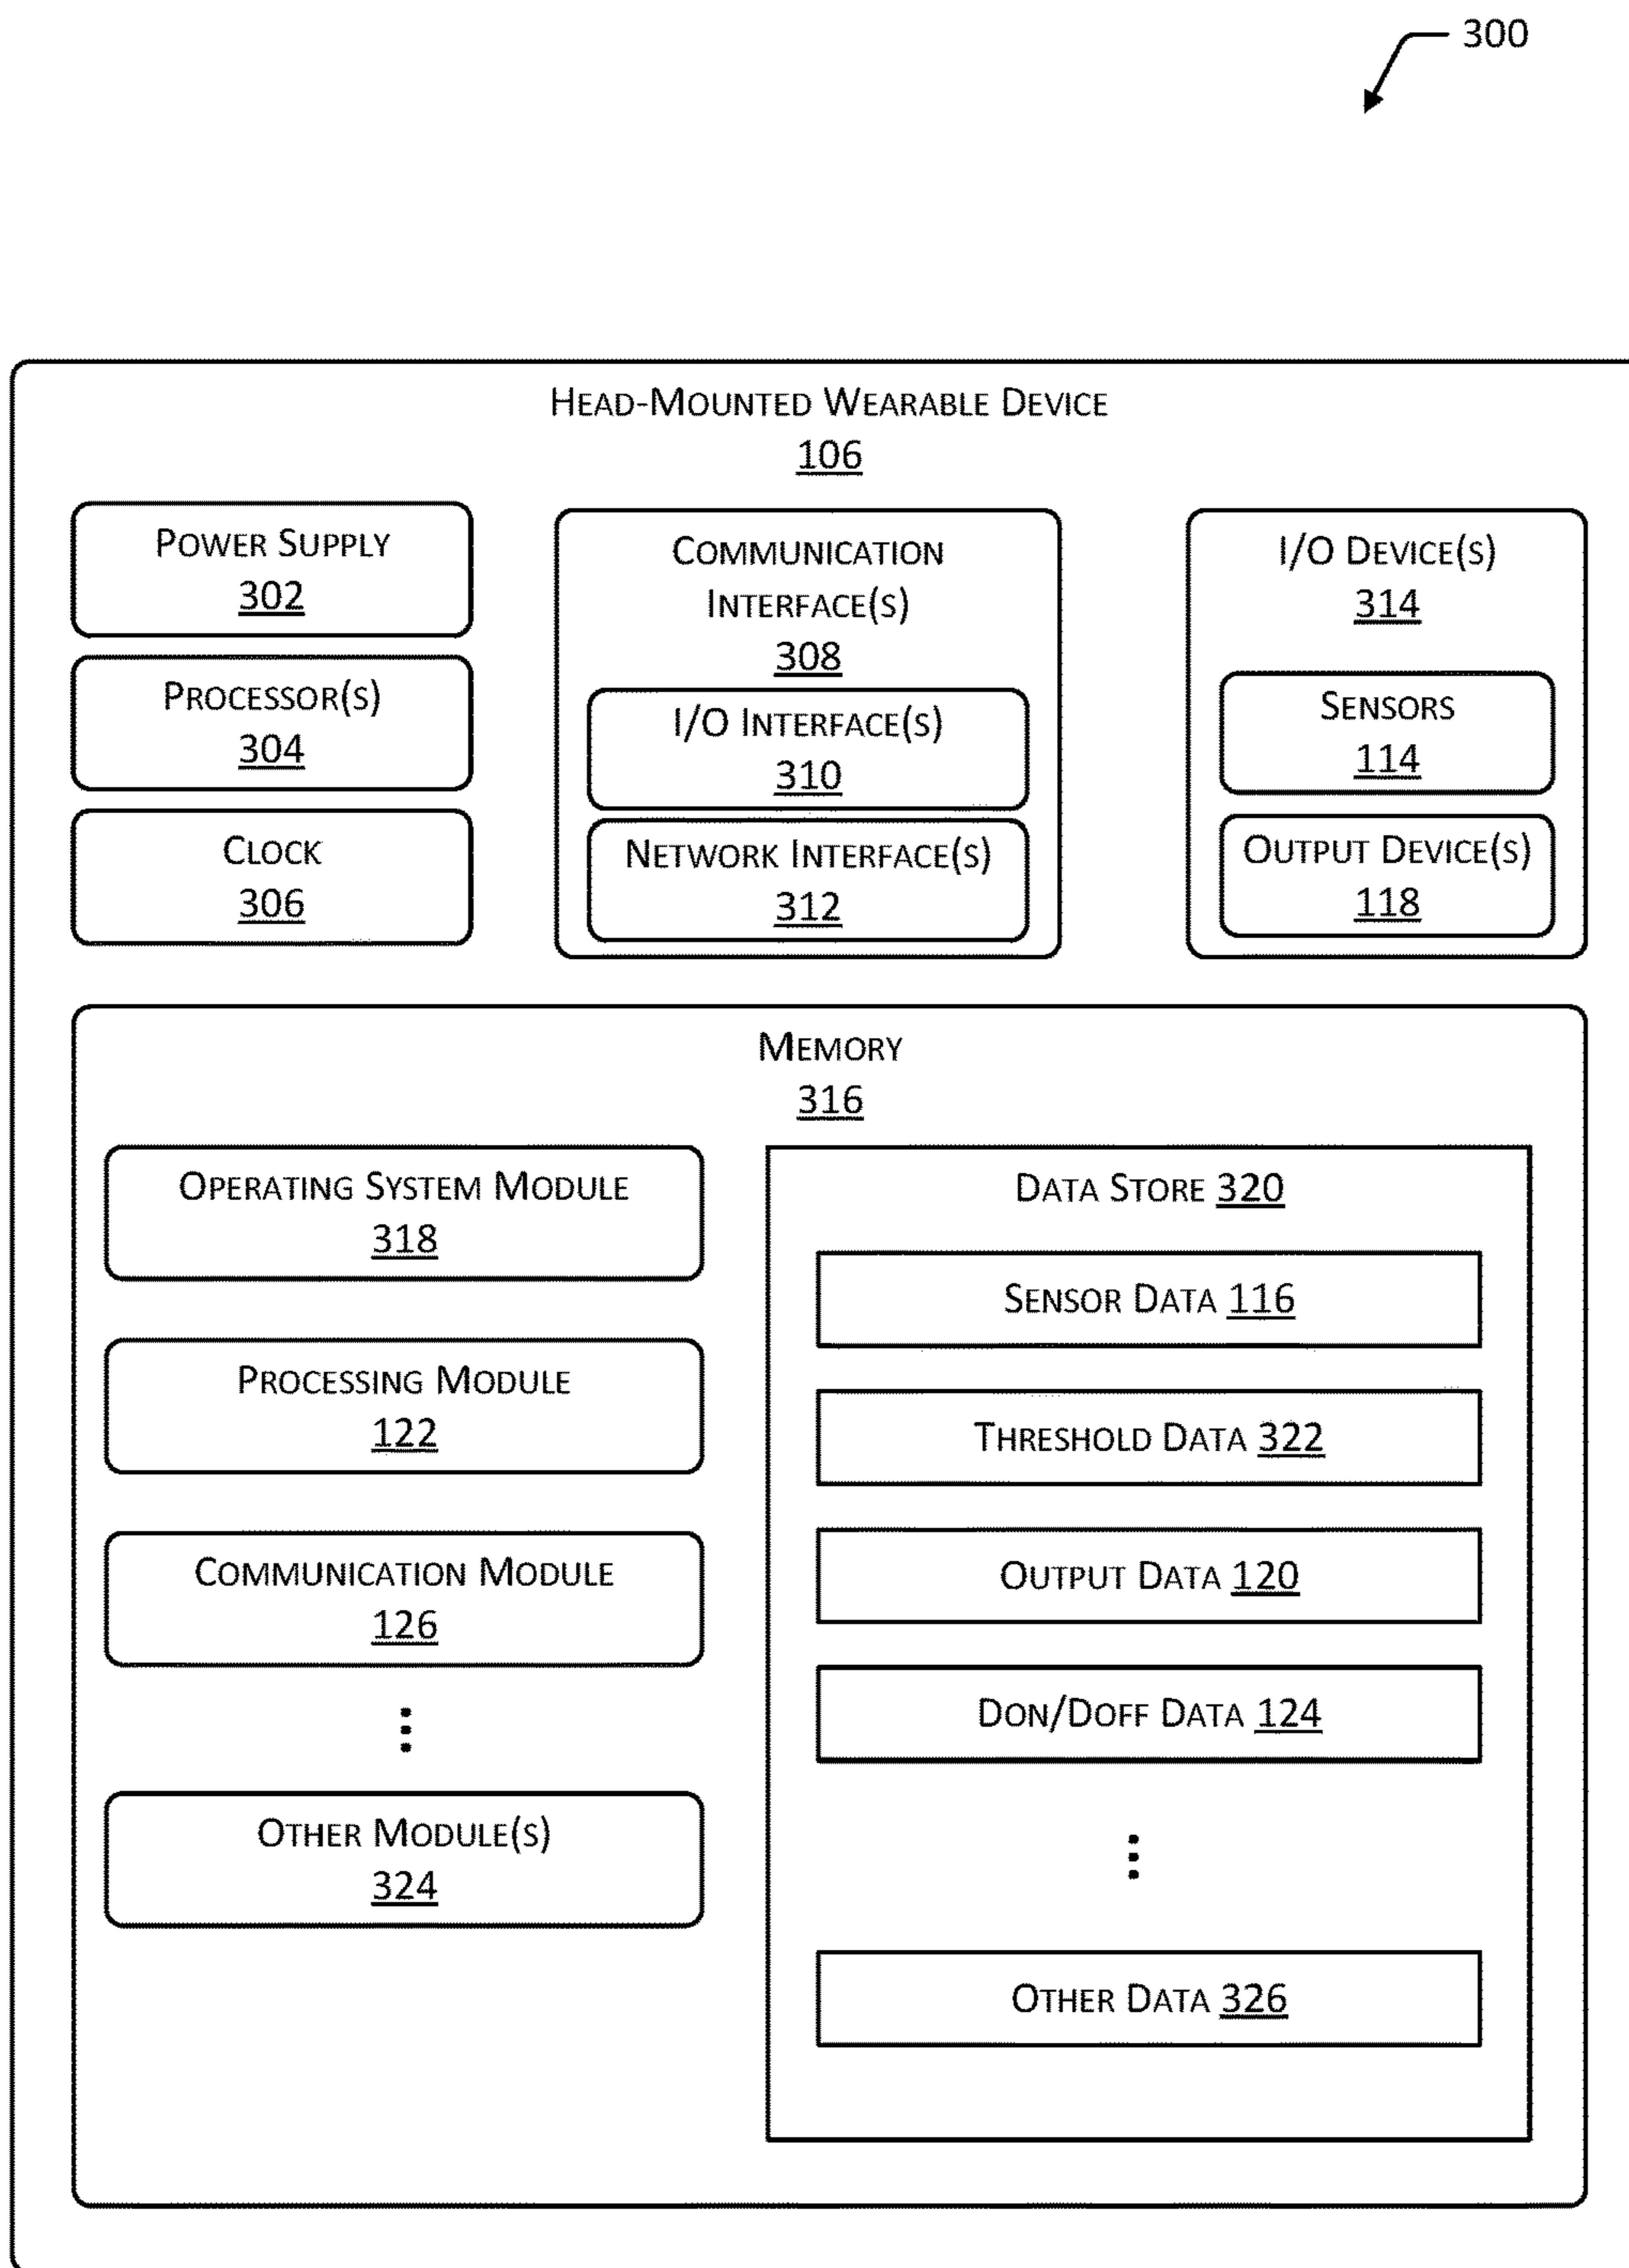 300
Head-Mounted Wearable Device
106
Power Supply
302
Processor(s)
304
Clock
306
Communication
Interface(s)
308
I/O Interface(s)
310
Network Interface(s)
312
I/O Device(s)
314
Sensors
114
Output Device(s)
118
Memory
316
Operating System Module
318
Processing Module
122
Communication Module
126
Other Module(s)
324
Data Store 320
Sensor Data 116
Threshold Data 322
Output Data 120
Don/Doff Data 124
Other Data 326